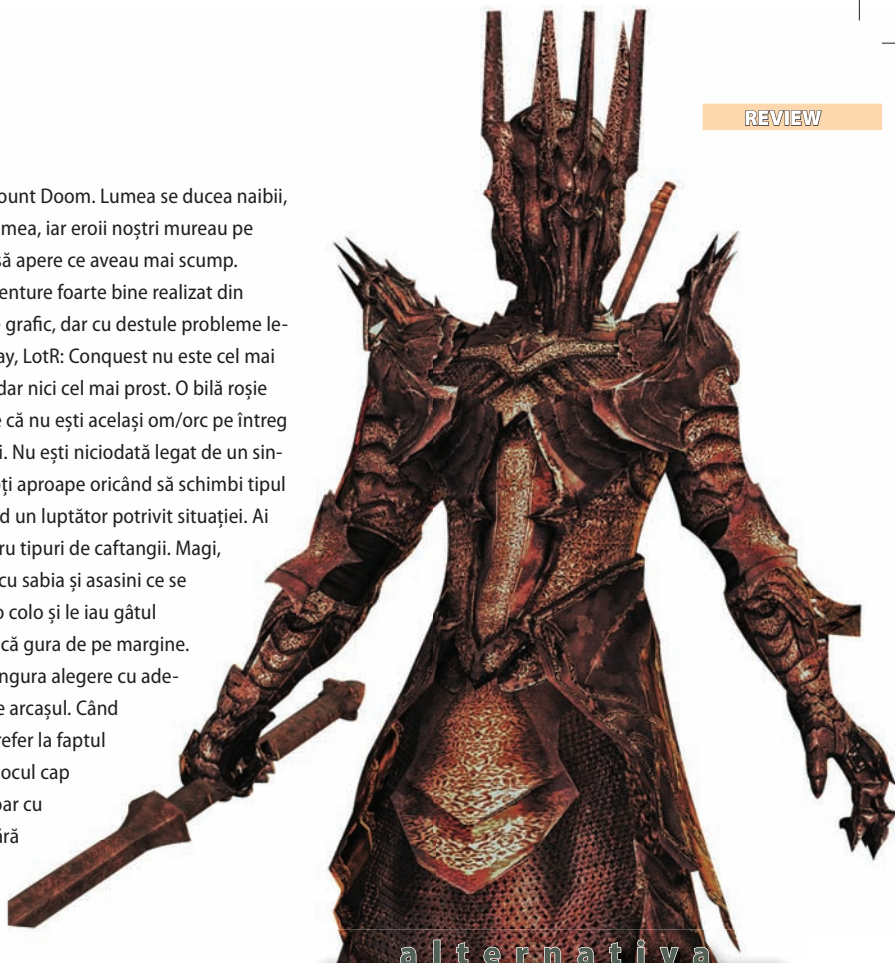 REVIEW
ount Doom. Lumea se ducea naibii,
mea, iar eroii noștri mureau pe
să apere ce aveau mai scump.
enture foarte bine realizat din
grafic, dar cu destule probleme le-
ay, LotR: Conquest nu este cel mai
dar nici cel mai prost. O bilă roșie
e că nu ești același om/orc pe întreg
i. Nu ești niciodată legat de un sin-
ți aproape oricând să schimbi tipul
d un luptător potrivit situației. Ai
ru tipuri de caftangii. Magi,
cu sabia și asasini ce se
o colo și le iau gâtul
că gura de pe margine.
ngura alegere cu ade-
e arcașul. Când
refer la faptul
ocul cap
oar cu
ără
alternativa